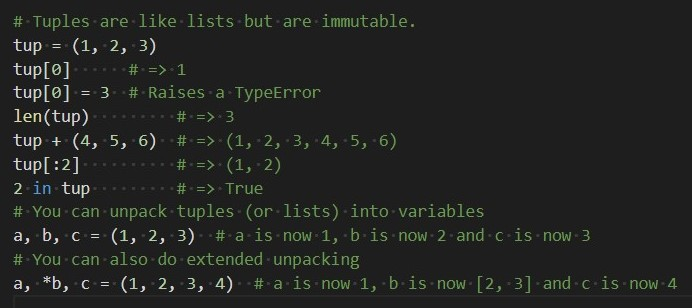 # Tuples are like lists but are immutable.
tup = (1, 2, 3)
tup[0]      # => 1
tup[0] = 3  # Raises a TypeError
len(tup)         # => 3
tup + (4, 5, 6)  # => (1, 2, 3, 4, 5, 6)
tup[:2]          # => (1, 2)
2 in tup         # => True
# You can unpack tuples (or lists) into variables
a, b, c = (1, 2, 3)  # a is now 1, b is now 2 and c is now 3
# You can also do extended unpacking
a, *b, c = (1, 2, 3, 4)  # a is now 1, b is now [2, 3] and c is now 4